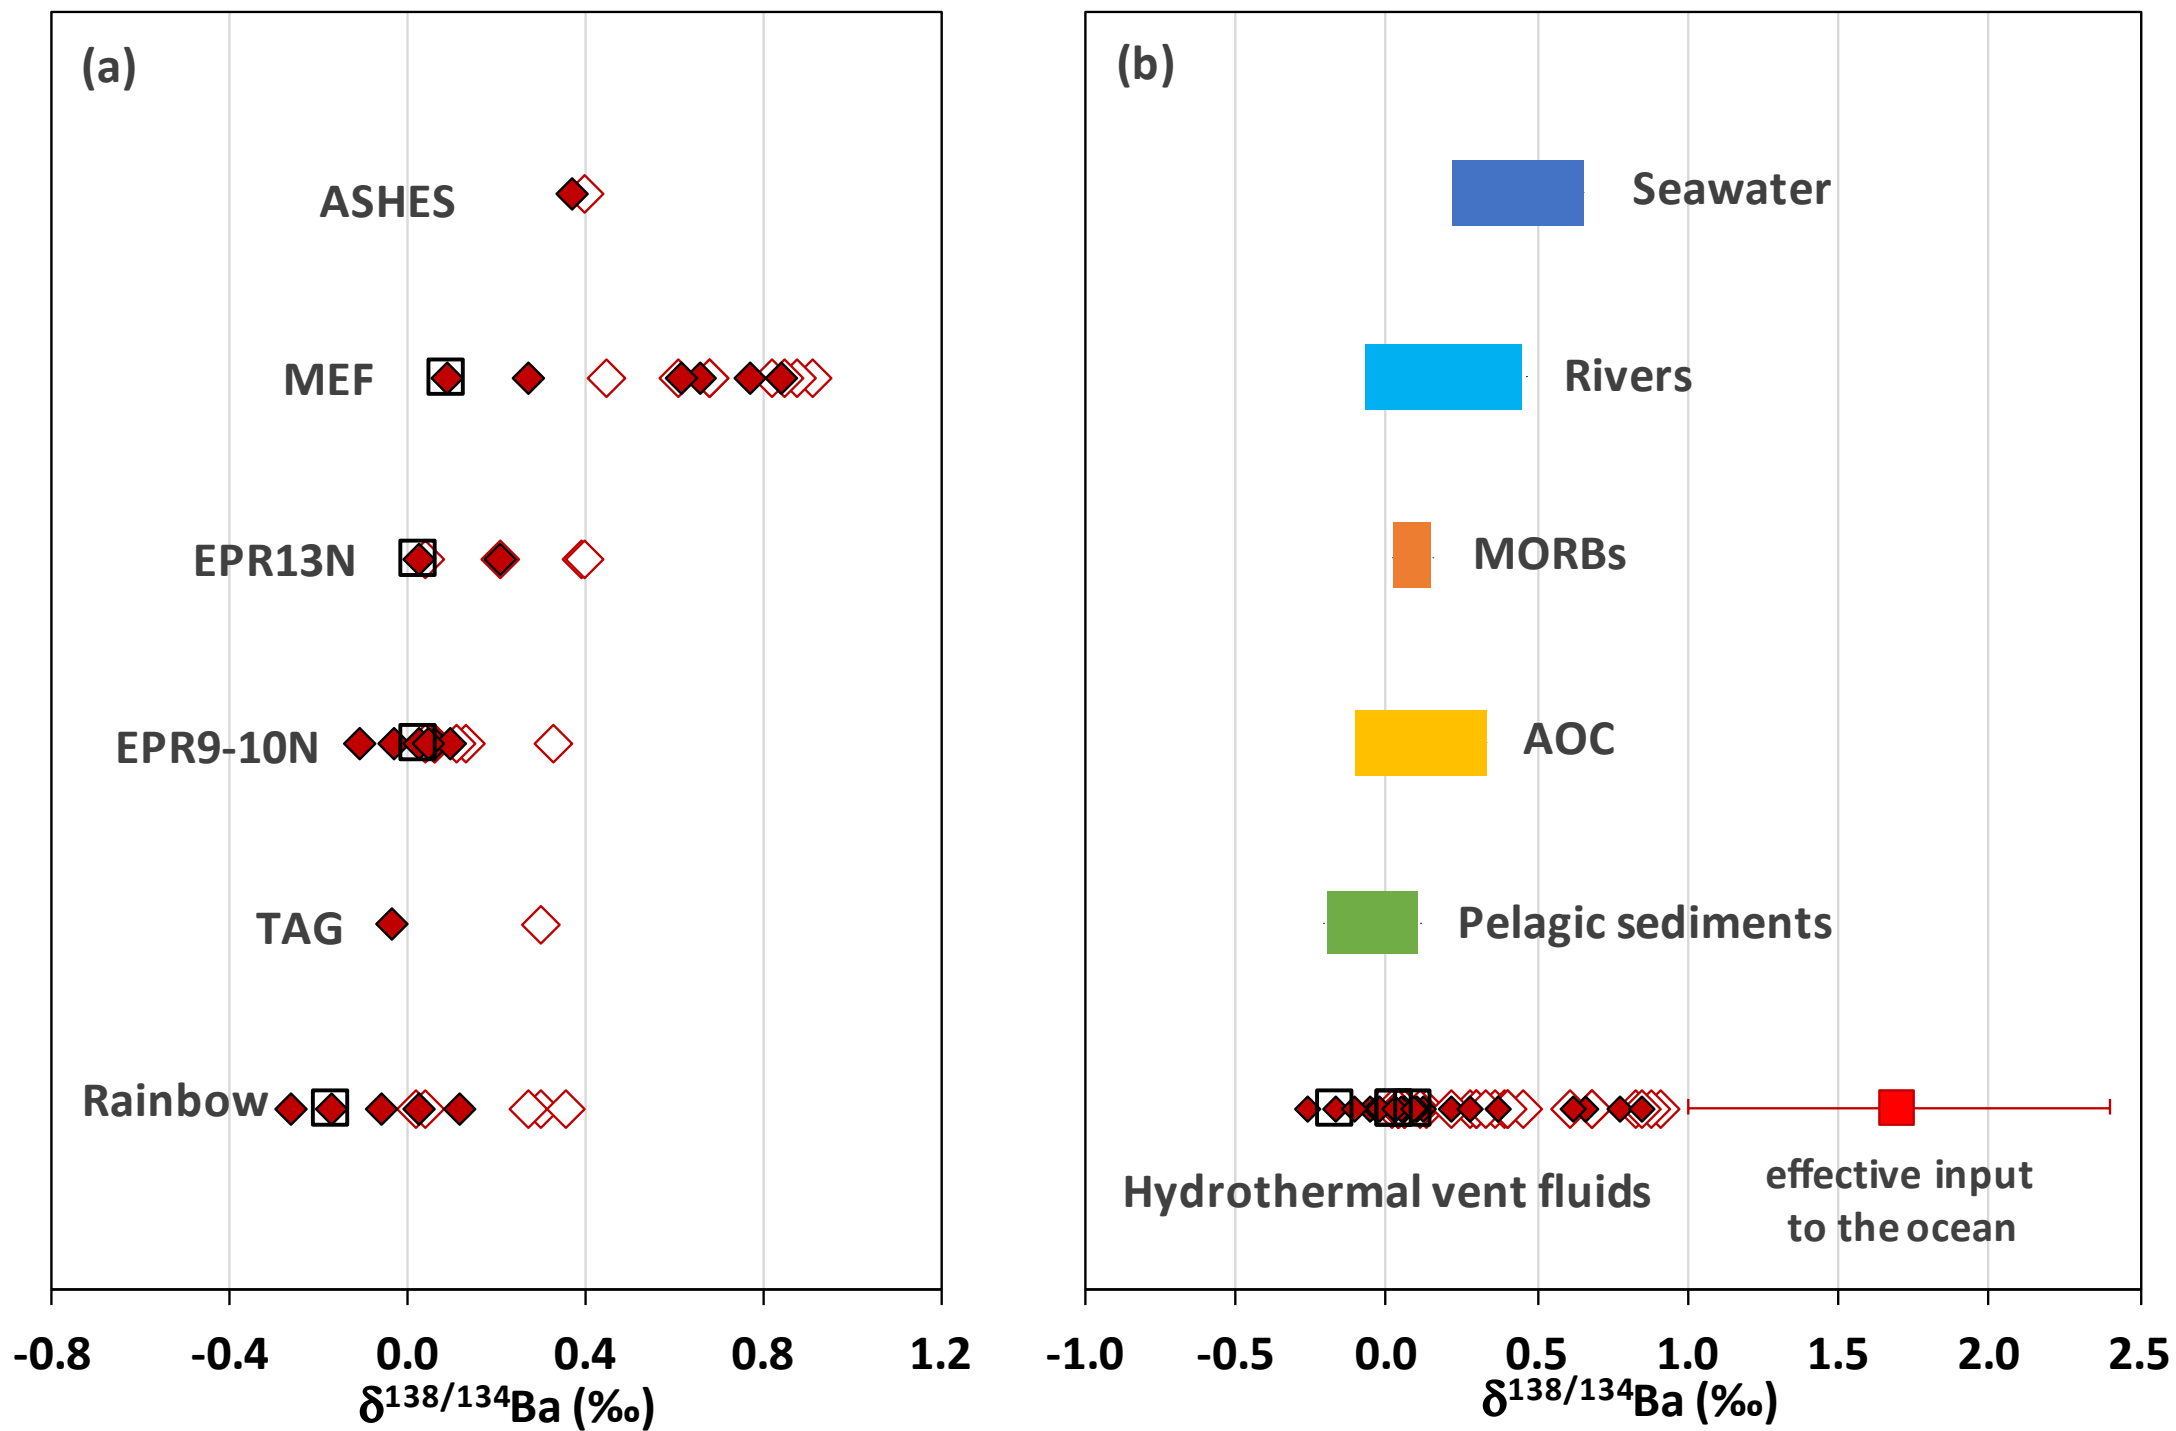 (a)
ASHES
MEF
EPR13N
EPR9-10N
TAG
Rainbow
-0.8 -0.4 0.0 0.4 0.8 1.2
δ¹³⁸/¹³⁴Ba (‰)
(b)
Seawater
Rivers
MORBs
AOC
Pelagic sediments
Hydrothermal vent fluids
effective input
to the ocean
-1.0 -0.5 0.0 0.5 1.0 1.5 2.0 2.5
δ¹³⁸/¹³⁴Ba (‰)